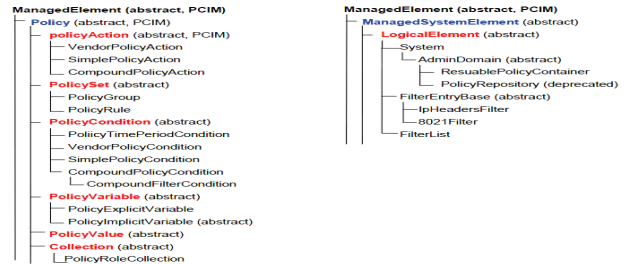 ManagedElement (abstract, PCIM)
Policy (abstract, PCIM)
policyAction (abstract, PCIM)
VendorPolicyAction
SimplePolicyAction
CompoundPolicyAction
PolicySet (abstract)
PolicyGroup
PolicyRule
PolicyCondition (abstract)
PoliicyTimePeriodCondition
VendorPolicyCondition
SimplePolicyCondition
CompoundPolicyCondition
CompoundFilterCondition
PolicyVariable (abstract)
PolicyExplicitVariable
PolicyImplicitVariable (abstract)
PolicyValue (abstract)
Collection (abstract)
PolicyRoleCollection
ManagedElement (abstract, PCIM)
ManagedSystemElement (abstract)
LogicalElement (abstract)
System
AdminDomain (abstract)
ResuablePolicyContainer
PolicyRepository (deprecated)
FilterEntryBase (abstract)
IpHeadersFilter
8021Filter
FilterList